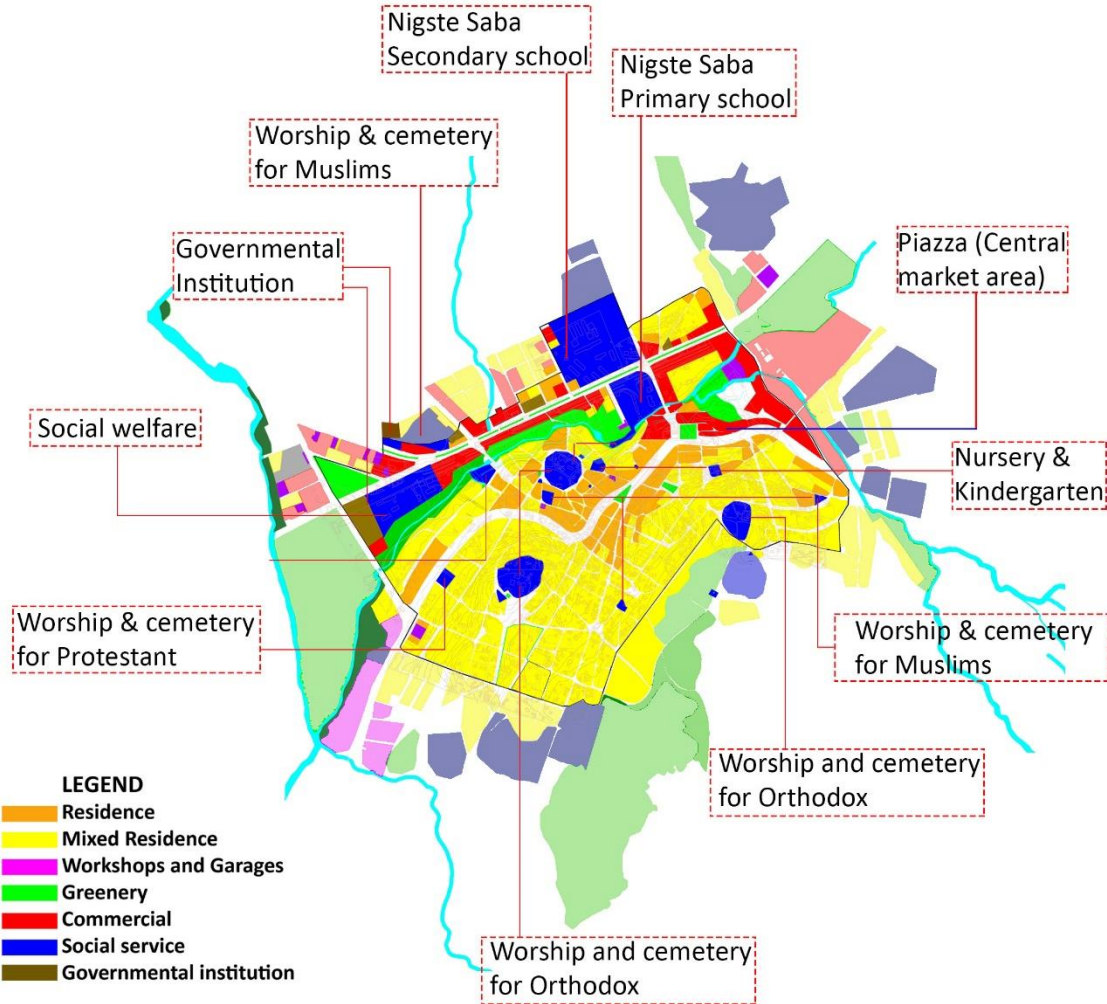 Nigste Saba
Secondary school
Nigste Saba
Primary school
Worship & cemetery
for Muslims
Governmental
Institution
Piazza (Central
market area)
Social welfare
Nursery &
Kindergarten
Worship & cemetery
for Protestant
Worship & cemetery
for Muslims
Worship and cemetery
for Orthodox
Worship and cemetery
for Orthodox
LEGEND
Residence
Mixed Residence
Workshops and Garages
Greenery
Commercial
Social service
Governmental institution